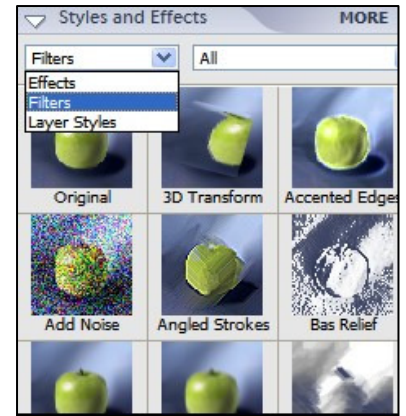 Styles and Effects MORE
Filters All
Effects
Filters
Layer Styles
Original 3D Transform Accented Edges
Add Noise Angled Strokes Bas Relief